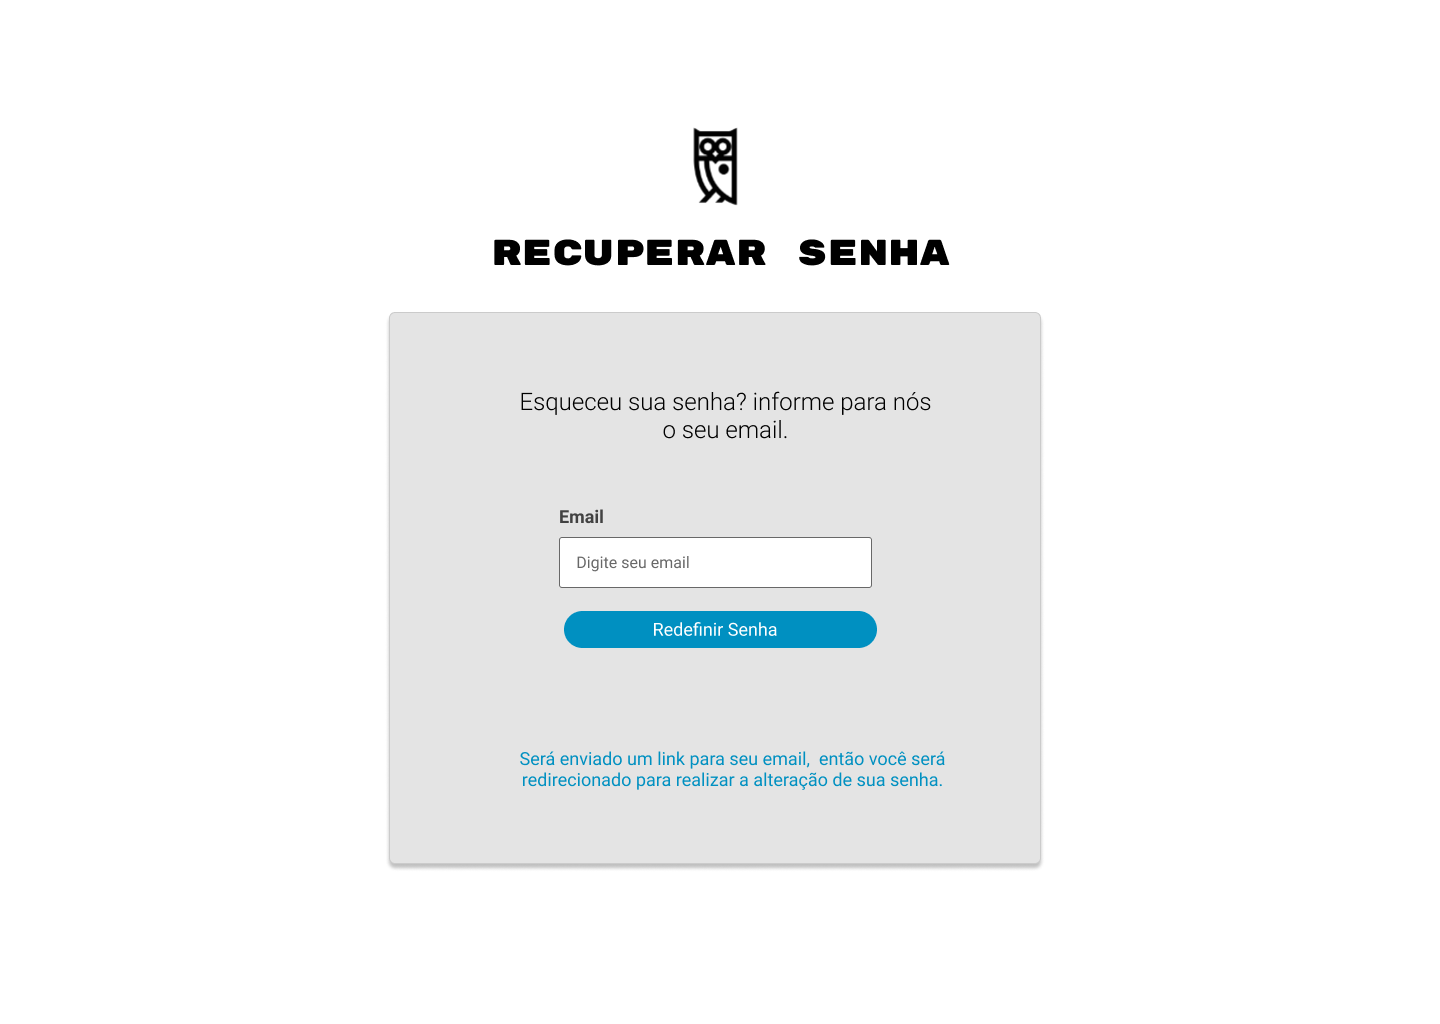 RECUPERAR SENHA
Esqueceu sua senha? informe para nós
o seu email.
Email
Digite seu email
Redefinir Senha
Será enviado um link para seu email,  então você será
redirecionado para realizar a alteração de sua senha.